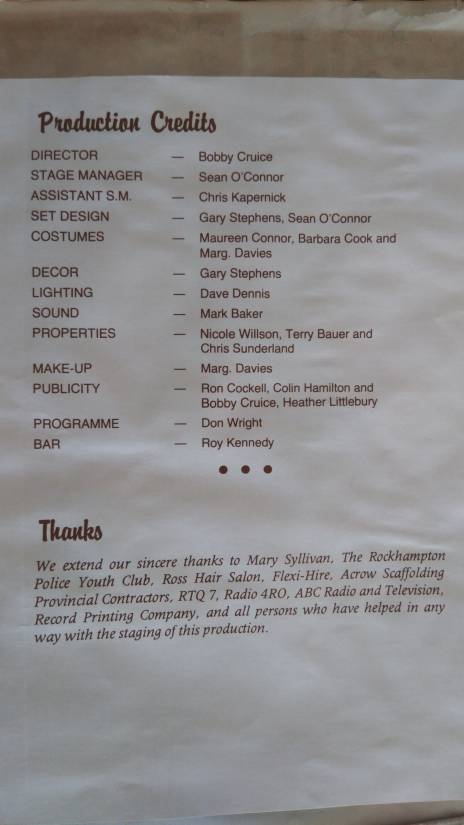 Production Credits
DIRECTOR — Bobby Cruice
STAGE MANAGER — Sean O'Connor
ASSISTANT S.M. — Chris Kapernick
SET DESIGN — Gary Stephens, Sean O'Connor
COSTUMES — Maureen Connor, Barbara Cook and
Marg. Davies
DECOR — Gary Stephens
LIGHTING — Dave Dennis
SOUND — Mark Baker
PROPERTIES — Nicole Willson, Terry Bauer and
Chris Sunderland
MAKE-UP — Marg. Davies
PUBLICITY — Ron Cockell, Colin Hamilton and
Bobby Cruice, Heather Littlebury
PROGRAMME — Don Wright
BAR — Roy Kennedy
● ● ●
Thanks
We extend our sincere thanks to Mary Syllivan, The Rockhampton
Police Youth Club, Ross Hair Salon, Flexi-Hire, Acrow Scaffolding
Provincial Contractors, RTQ 7, Radio 4RO, ABC Radio and Television,
Record Printing Company, and all persons who have helped in any
way with the staging of this production.